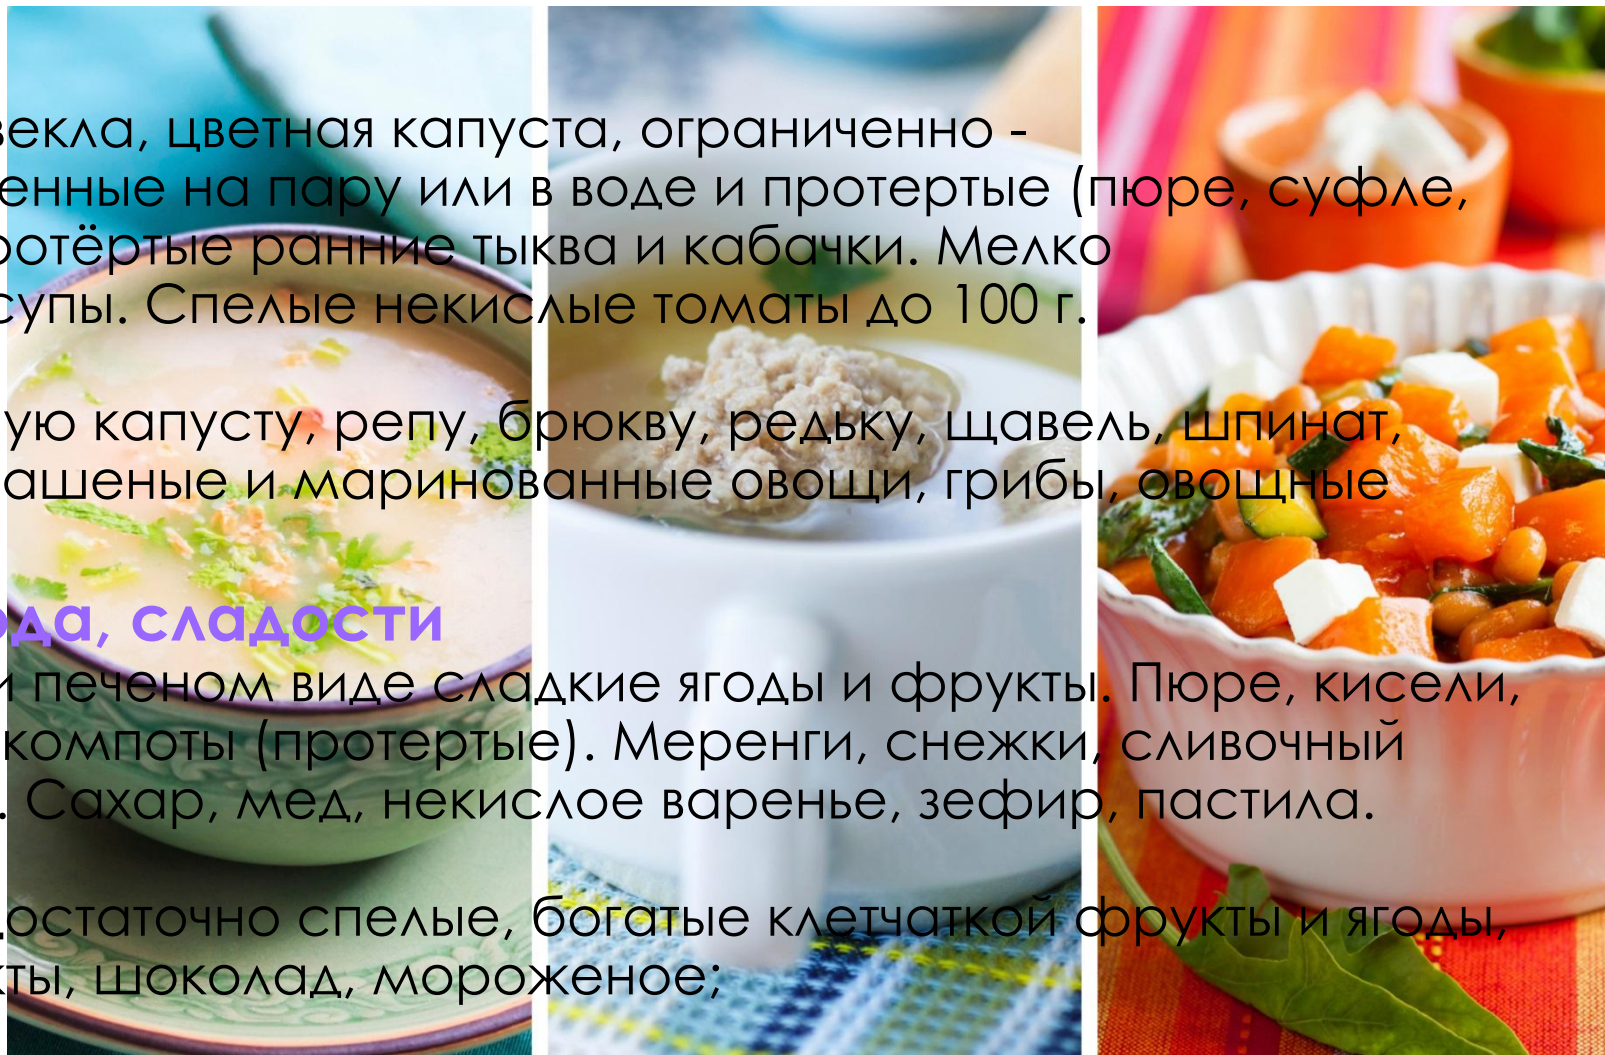 векла, цветная капуста, ограниченно -
енные на пару или в воде и протертые (пюре, суфле,
ротёртые ранние тыква и кабачки. Мелко
супы. Спелые некислые томаты до 100 г.
ую капусту, репу, брюкву, редьку, щавель, шпинат,
ашеные и маринованные овощи, грибы, овощные
ода, сладости
и печеном виде сладкие ягоды и фрукты. Пюре, кисели,
компоты (протертые). Меренги, снежки, сливочный
. Сахар, мед, некислое варенье, зефир, пастила.
достаточно спелые, богатые клетчаткой фрукты и ягоды,
кты, шоколад, мороженое;